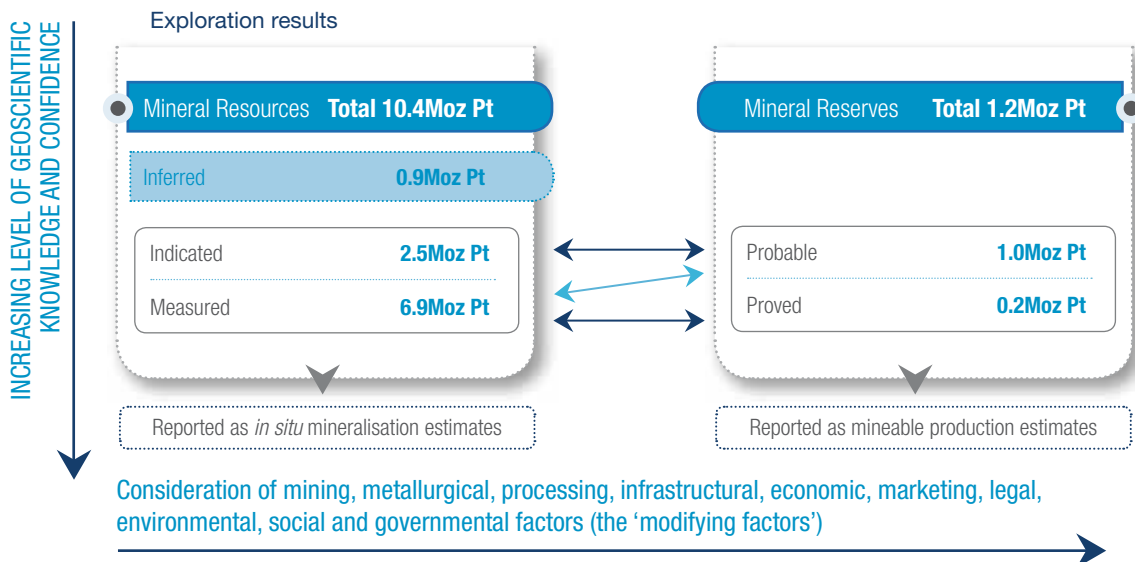 INCREASING LEVEL OF GEOSCIENTIFIC
KNOWLEDGE AND CONFIDENCE
Exploration results
Mineral Resources Total 10.4Moz Pt
Inferred 0.9Moz Pt
Indicated 2.5Moz Pt
Measured 6.9Moz Pt
Reported as in situ mineralisation estimates
Mineral Reserves Total 1.2Moz Pt
Probable 1.0Moz Pt
Proved 0.2Moz Pt
Reported as mineable production estimates
Consideration of mining, metallurgical, processing, infrastructural, economic, marketing, legal,
environmental, social and governmental factors (the ‘modifying factors’)